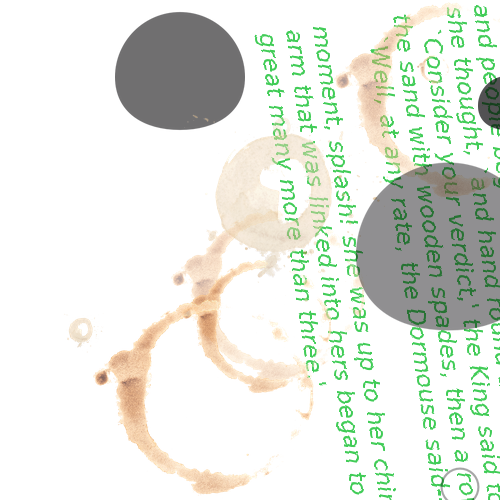 and people
she thought, ` and hand round
`Consider your verdict,' the King said
the sand with wooden spades, then a ro
`Well, at any rate, the Dormouse said
moment, splash! she was up to her chin
arm that was linked into hers began to
great many more than three.,